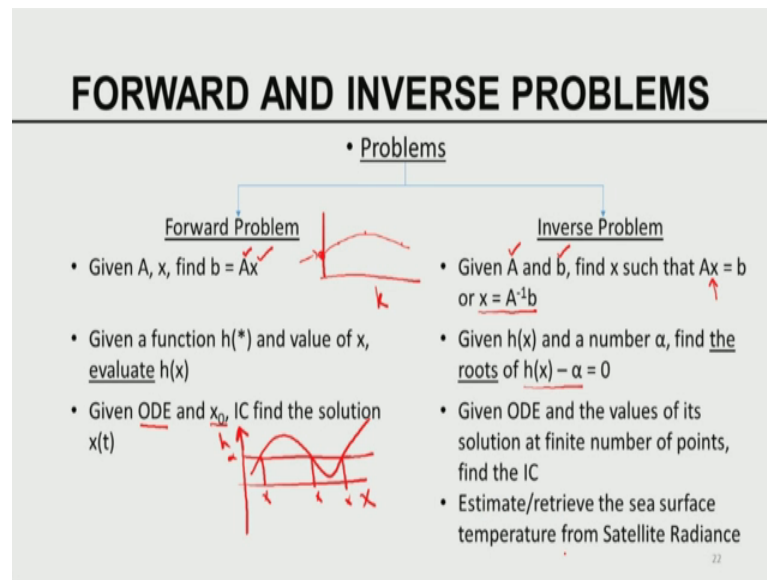 FORWARD AND INVERSE PROBLEMS
• Problems
Forward Problem
• Given A, x, find b = Ax
• Given a function h(*) and value of x,
evaluate h(x)
• Given ODE and x₀, IC find the solution
x(t)
k
h
α
x x x X
Inverse Problem
• Given A and b, find x such that Ax = b
or x = A⁻¹b
• Given h(x) and a number α, find the
roots of h(x) – α = 0
• Given ODE and the values of its
solution at finite number of points,
find the IC
• Estimate/retrieve the sea surface
temperature from Satellite Radiance
22